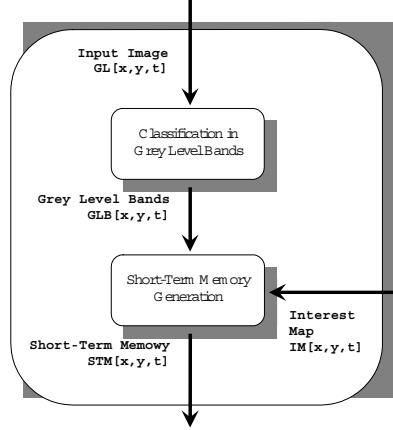 Input Image
GL[x,y,t]
Classification in
Grey Level Bands
Grey Level Bands
GLB[x,y,t]
Short-Term Memory
Generation
Interest
Map
IM[x,y,t]
Short-Term Memowy
STM[x,y,t]